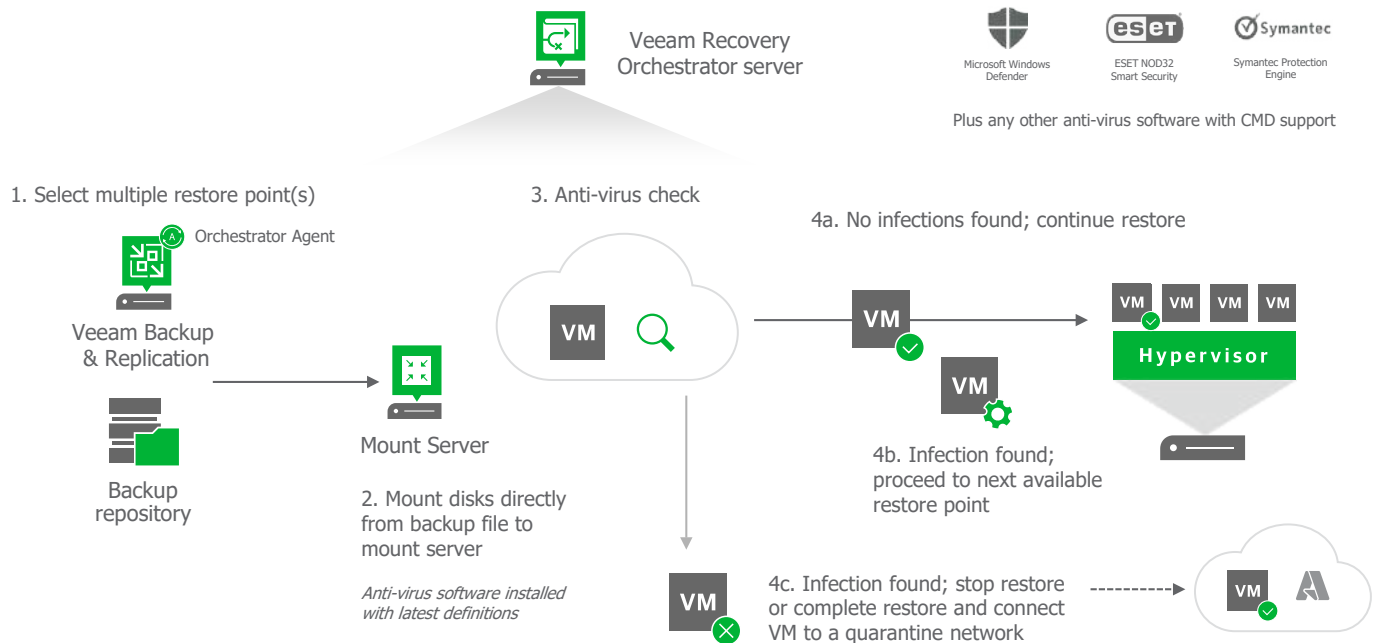 Veeam Recovery
Orchestrator server
Microsoft Windows
Defender
eseT
ESET NOD32
Smart Security
Symantec
Symantec Protection
Engine
Plus any other anti-virus software with CMD support
1. Select multiple restore point(s)
A
Orchestrator Agent
Veeam Backup
& Replication
Backup
repository
Mount Server
2. Mount disks directly
from backup file to
mount server
Anti-virus software installed
with latest definitions
3. Anti-virus check
VM
4a. No infections found; continue restore
VM
VM
VM VM VM VM
Hypervisor
4b. Infection found;
proceed to next available
restore point
VM
4c. Infection found; stop restore
or complete restore and connect
VM to a quarantine network
VM